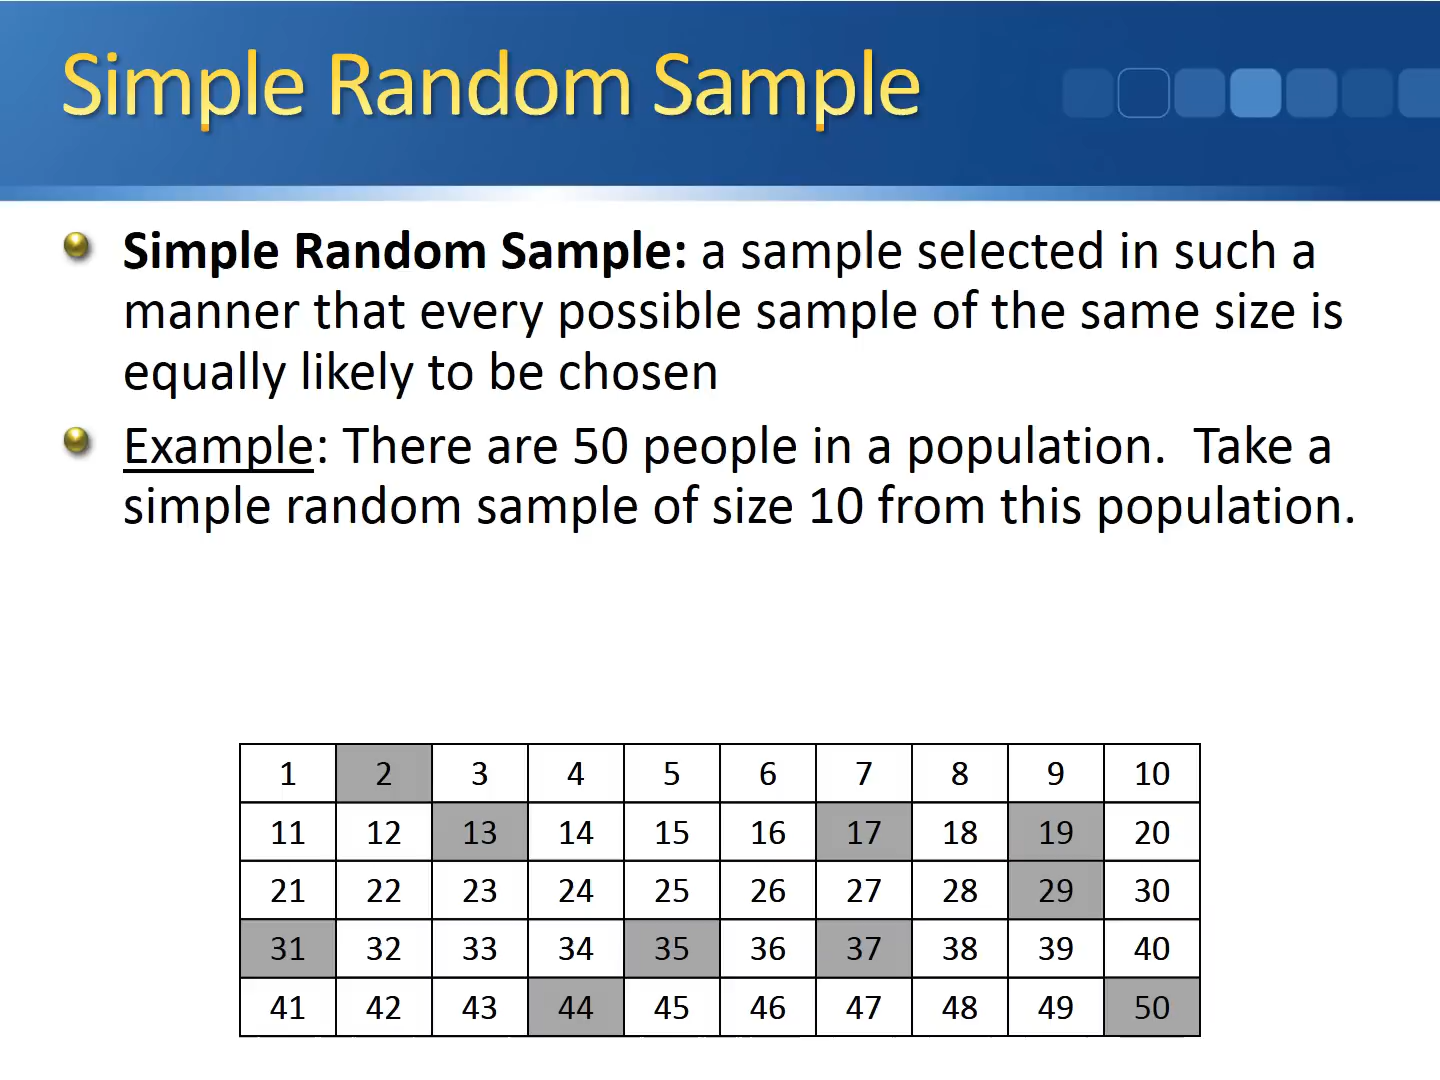 Simple Random Sample
Simple Random Sample: a sample selected in such a
manner that every possible sample of the same size is
equally likely to be chosen
Example: There are 50 people in a population.  Take a
simple random sample of size 10 from this population.
1 2 3 4 5 6 7 8 9 10
11 12 13 14 15 16 17 18 19 20
21 22 23 24 25 26 27 28 29 30
31 32 33 34 35 36 37 38 39 40
41 42 43 44 45 46 47 48 49 50